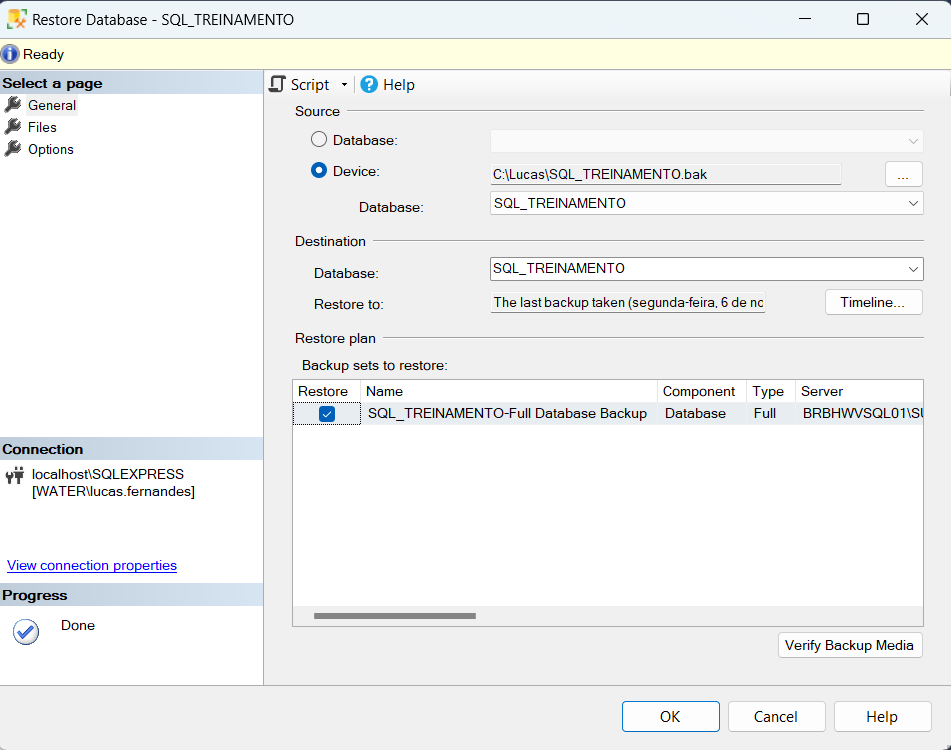 Restore Database - SQL_TREINAMENTO
Ready
Select a page
General
Files
Options
Connection
localhost\SQLEXPRESS
[WATER\lucas.fernandes]
View connection properties
Progress
Done
Script
Help
Source
Database:
Device:
C:\Lucas\SQL_TREINAMENTO.bak
...
Database:
SQL_TREINAMENTO
Destination
Database:
SQL_TREINAMENTO
Restore to:
The last backup taken (segunda-feira, 6 de no
Timeline...
Restore plan
Backup sets to restore:
Restore Name Component Type Server
SQL_TREINAMENTO-Full Database Backup Database Full BRBHWVSQL01\SU
Verify Backup Media
OK
Cancel
Help